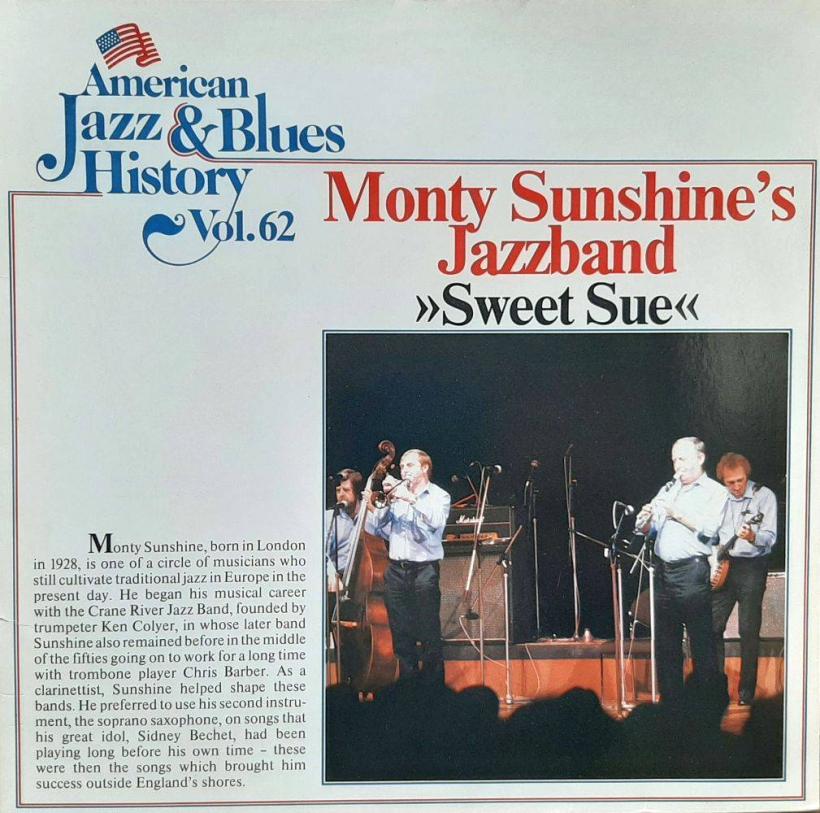 American
Jazz & Blues
History
Vol. 62
Monty Sunshine's
Jazzband
»Sweet Sue«
Marshall
Monty Sunshine, born in London
in 1928, is one of a circle of musicians who
still cultivate traditional jazz in Europe in the
present day. He began his musical career
with the Crane River Jazz Band, founded by
trumpeter Ken Colyer, in whose later band
Sunshine also remained before in the middle
of the fifties going on to work for a long time
with trombone player Chris Barber. As a
clarinettist, Sunshine helped shape these
bands. He preferred to use his second instru-
ment, the soprano saxophone, on songs that
his great idol, Sidney Bechet, had been
playing long before his own time – these
were then the songs which brought him
success outside England's shores.